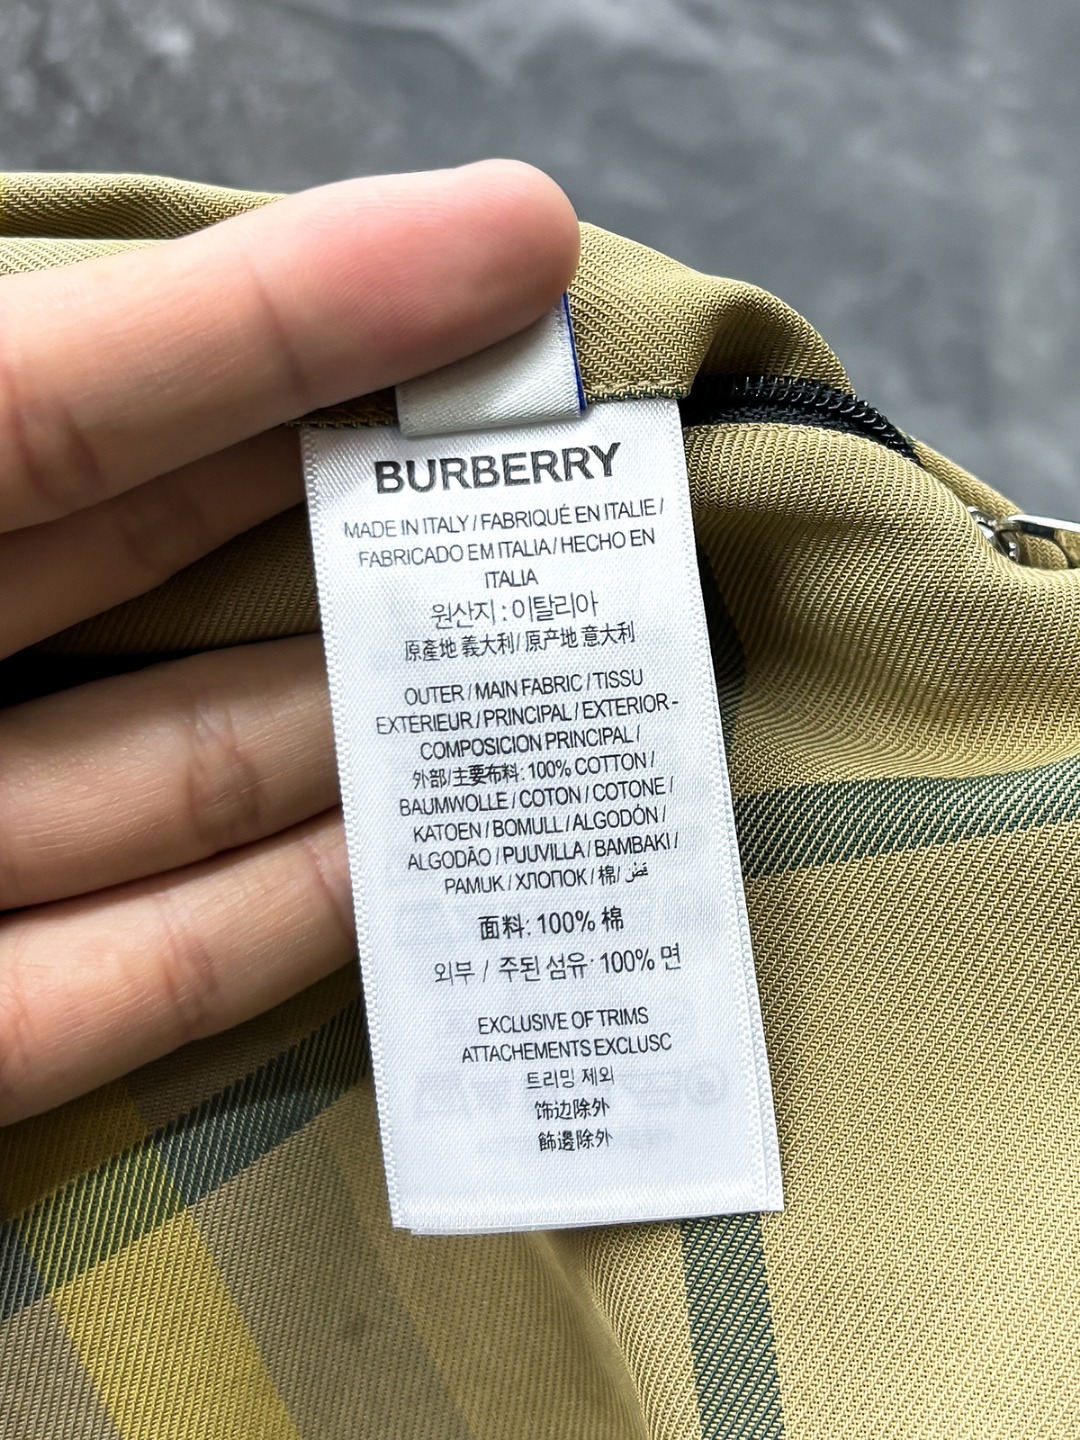 BURBERRY
MADE IN ITALY / FABRIQUÉ EN ITALIE /
FABRICADO EM ITALIA / HECHO EN
ITALIA
원산지 : 이탈리아
原產地 義大利/ 原产地 意大利
OUTER / MAIN FABRIC / TISSU
EXTÉRIEUR / PRINCIPAL / EXTERIOR -
COMPOSICION PRINCIPAL /
外部/主要布料: 100% COTTON /
BAUMWOLLE / COTON / COTONE /
KATOEN / BOMULL / ALGODÓN /
ALGODÃO / PUUVILLA / BAMBAKI /
PAMUK / ХЛОПОК / 棉/
面料: 100% 棉
외부 / 주된 섬유: 100% 면
EXCLUSIVE OF TRIMS
ATTACHEMENTS EXCLUSC
트리밍 제외
饰边除外
飾邊除外